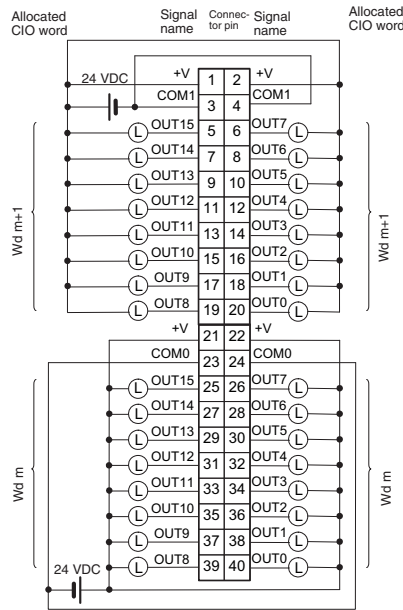 Allocated CIO word Signal name Connec-tor pin Signal name Allocated CIO word
24 VDC +V 1 2 +V
COM1 3 4 COM1
L OUT15 5 6 OUT7 L
L OUT14 7 8 OUT6 L
L OUT13 9 10 OUT5 L
L OUT12 11 12 OUT4 L
L OUT11 13 14 OUT3 L
L OUT10 15 16 OUT2 L
L OUT9 17 18 OUT1 L
L OUT8 19 20 OUT0 L
Wd m+1 Wd m+1
+V 21 22 +V
COM0 23 24 COM0
L OUT15 25 26 OUT7 L
L OUT14 27 28 OUT6 L
L OUT13 29 30 OUT5 L
L OUT12 31 32 OUT4 L
L OUT11 33 34 OUT3 L
L OUT10 35 36 OUT2 L
L OUT9 37 38 OUT1 L
L OUT8 39 40 OUT0 L
Wd m Wd m
24 VDC